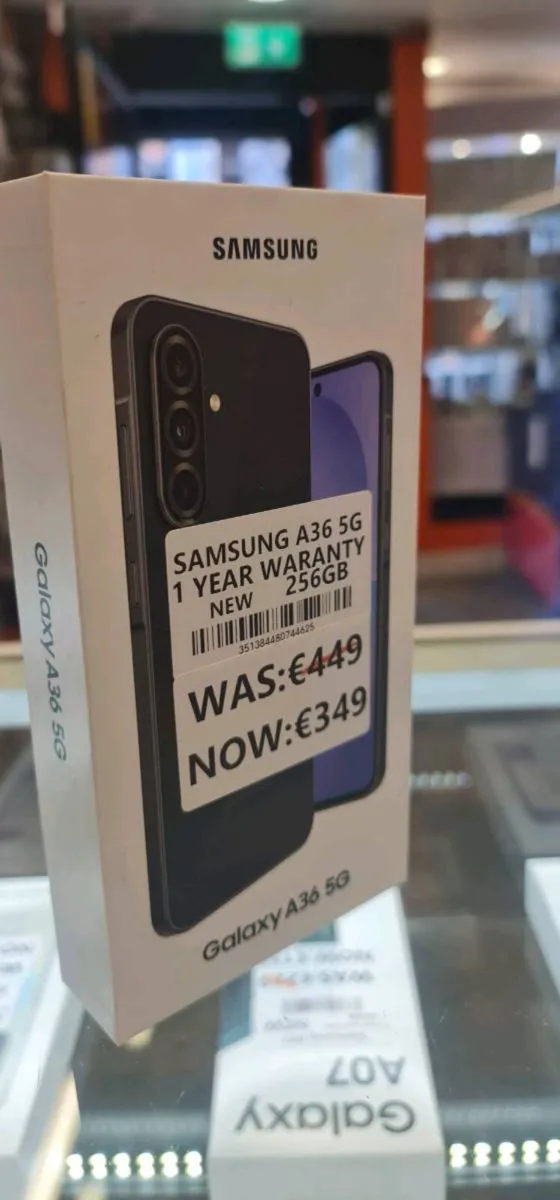 SAMSUNG
SAMSUNG A36 5G
1 YEAR WARANTY
NEW 256GB
351384480744625
WAS:€449
NOW:€349
Galaxy A36 5G
Galaxy A36 5G
Galaxy
A07